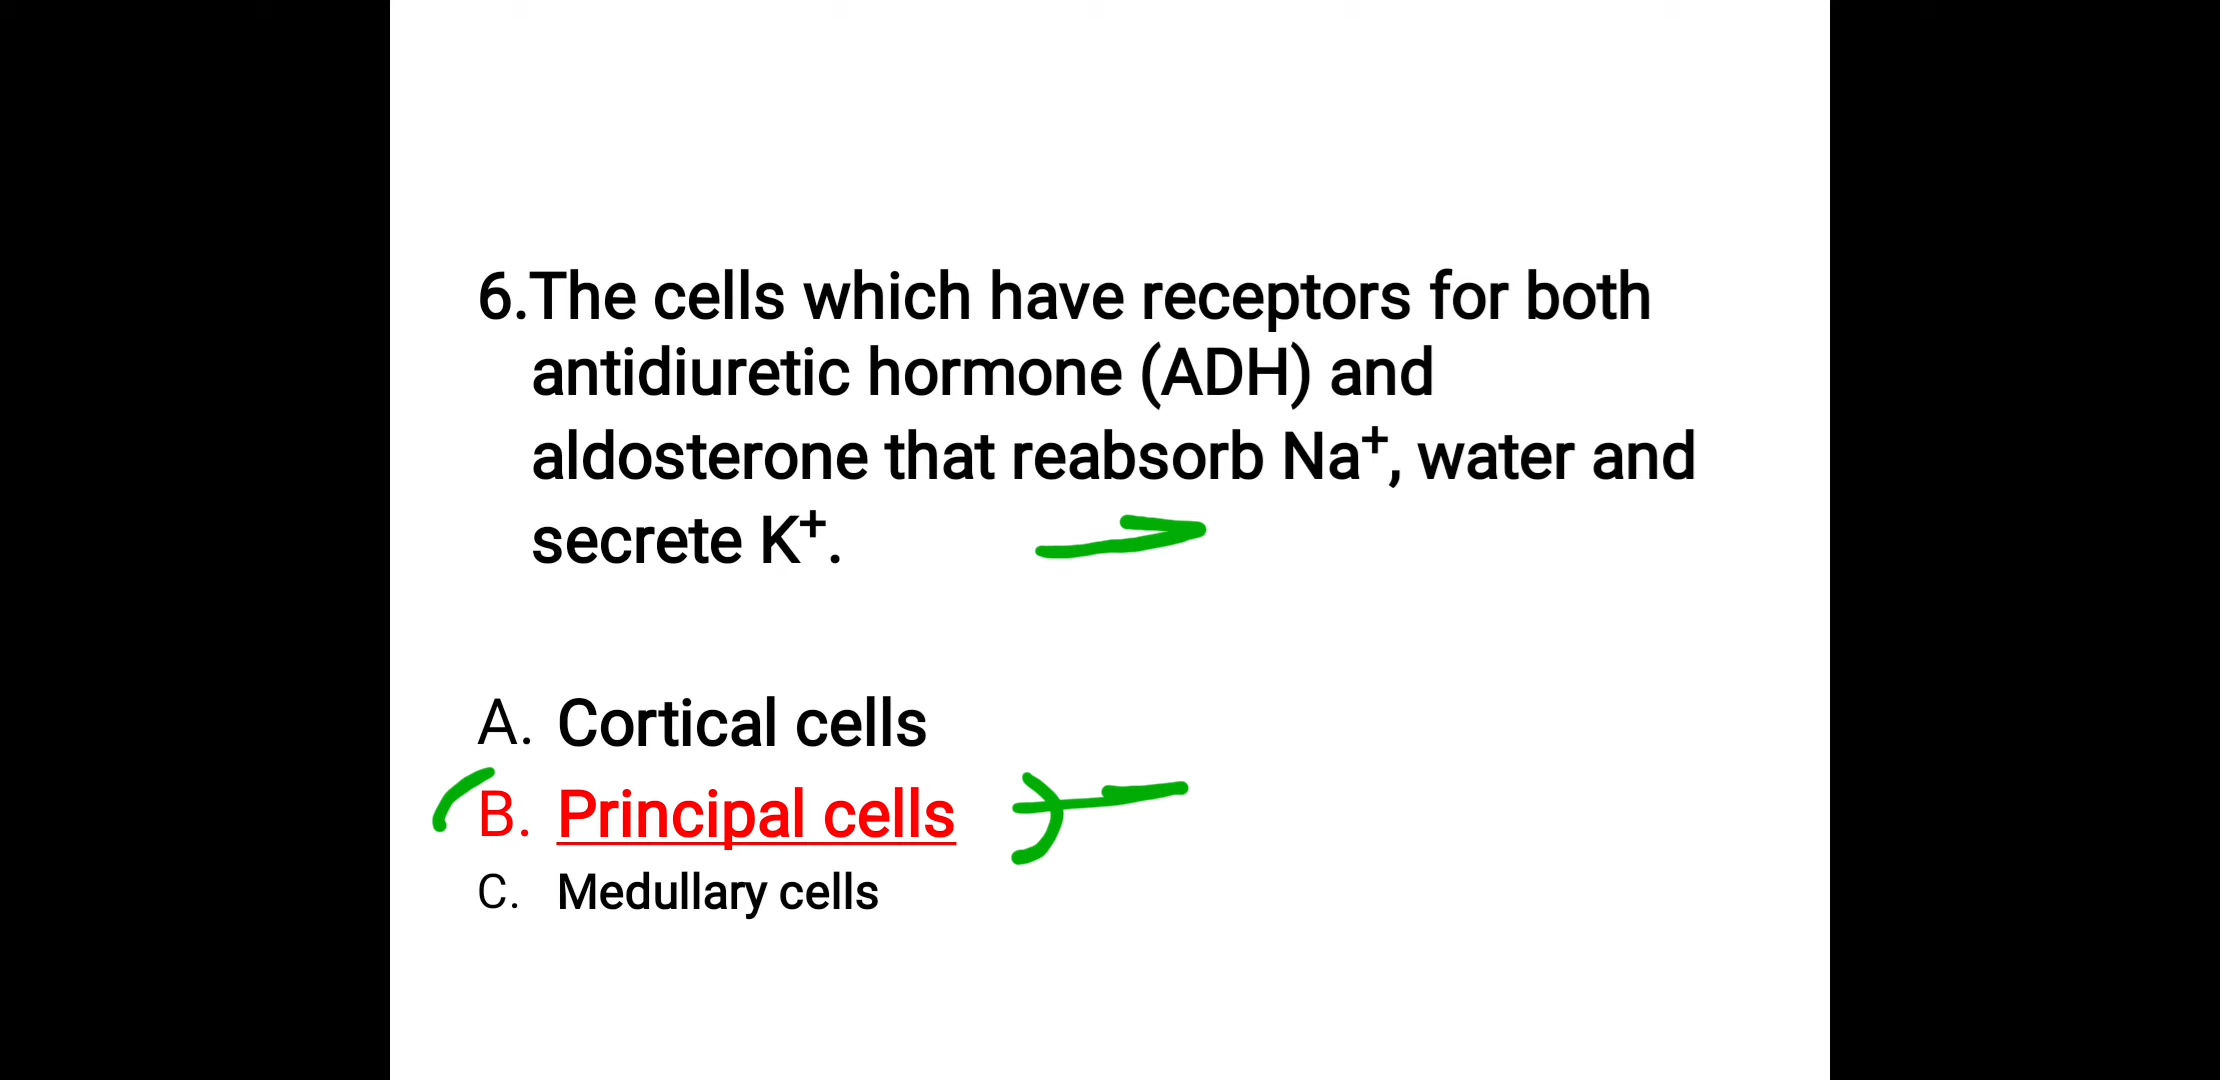 6.The cells which have receptors for both
antidiuretic hormone (ADH) and
aldosterone that reabsorb Na⁺, water and
secrete K⁺.
A. Cortical cells
B. Principal cells
C. Medullary cells